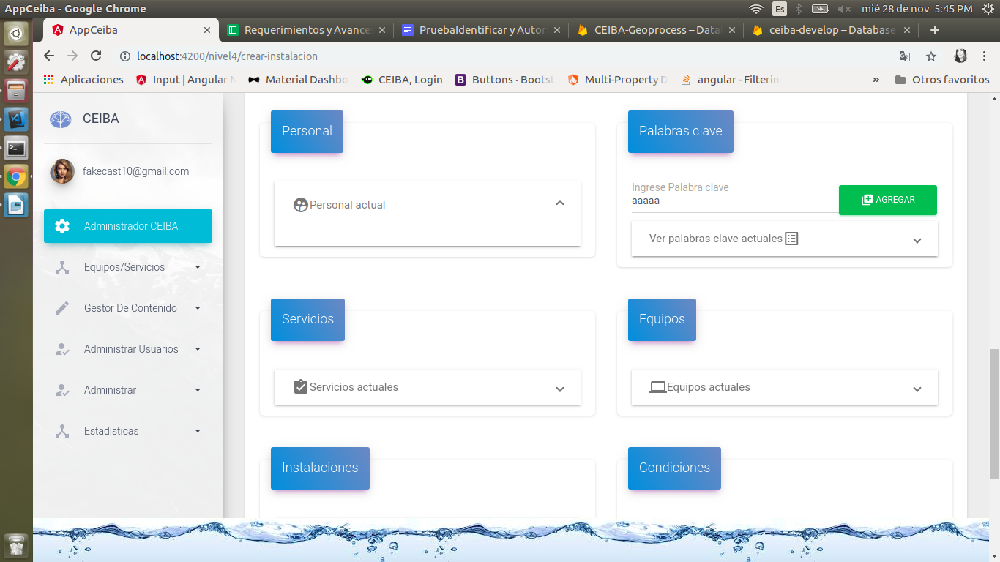 AppCeiba - Google Chrome
Es
mié 28 de nov 5:45 PM
AppCeiba
Requerimientos y Avance
PruebaIdentificar y Autor
CEIBA-Geoprocess – Data
ceiba-develop – Database
localhost:4200/nivel4/crear-instalacion
Aplicaciones
Input | Angular M
Material Dashbo
CEIBA, Login
Buttons · Bootst
Multi-Property D
angular - Filterin
»
Otros favoritos
CEIBA
fakecast10@gmail.com
Administrador CEIBA
Equipos/Servicios
Gestor De Contenido
Administrar Usuarios
Administrar
Estadisticas
Personal
Personal actual
Palabras clave
Ingrese Palabra clave
aaaaa
AGREGAR
Ver palabras clave actuales
Servicios
Servicios actuales
Equipos
Equipos actuales
Instalaciones
Condiciones